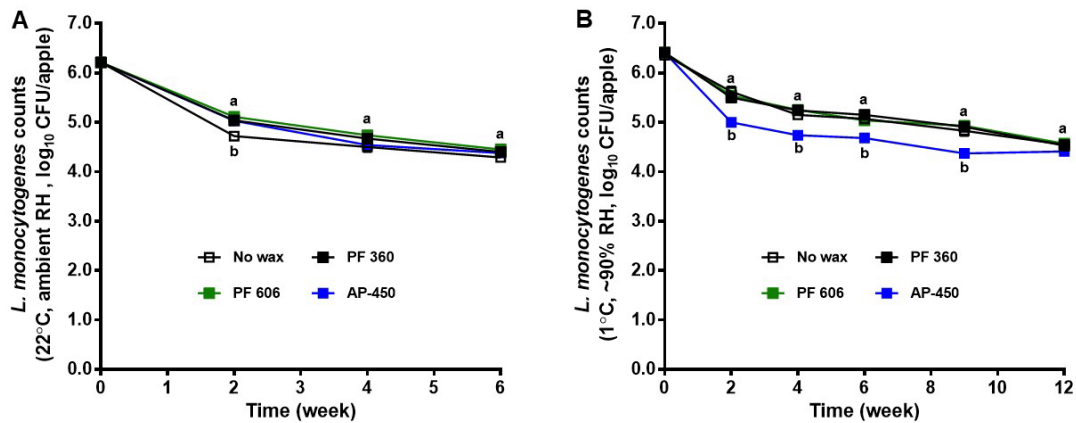 A
L. monocytogenes counts
(22°C, ambient RH , log10 CFU/apple)
7.0
6.0
5.0
4.0
3.0
2.0
1.0
0.0
a
b
a
a
No wax
PF 360
PF 606
AP-450
0 1 2 3 4 5 6
Time (week)
B
L. monocytogenes counts
(1°C, ~90% RH, log10 CFU/apple)
7.0
6.0
5.0
4.0
3.0
2.0
1.0
0.0
a
a
a
a
a
b
b
b
b
No wax
PF 360
PF 606
AP-450
0 2 4 6 8 10 12
Time (week)